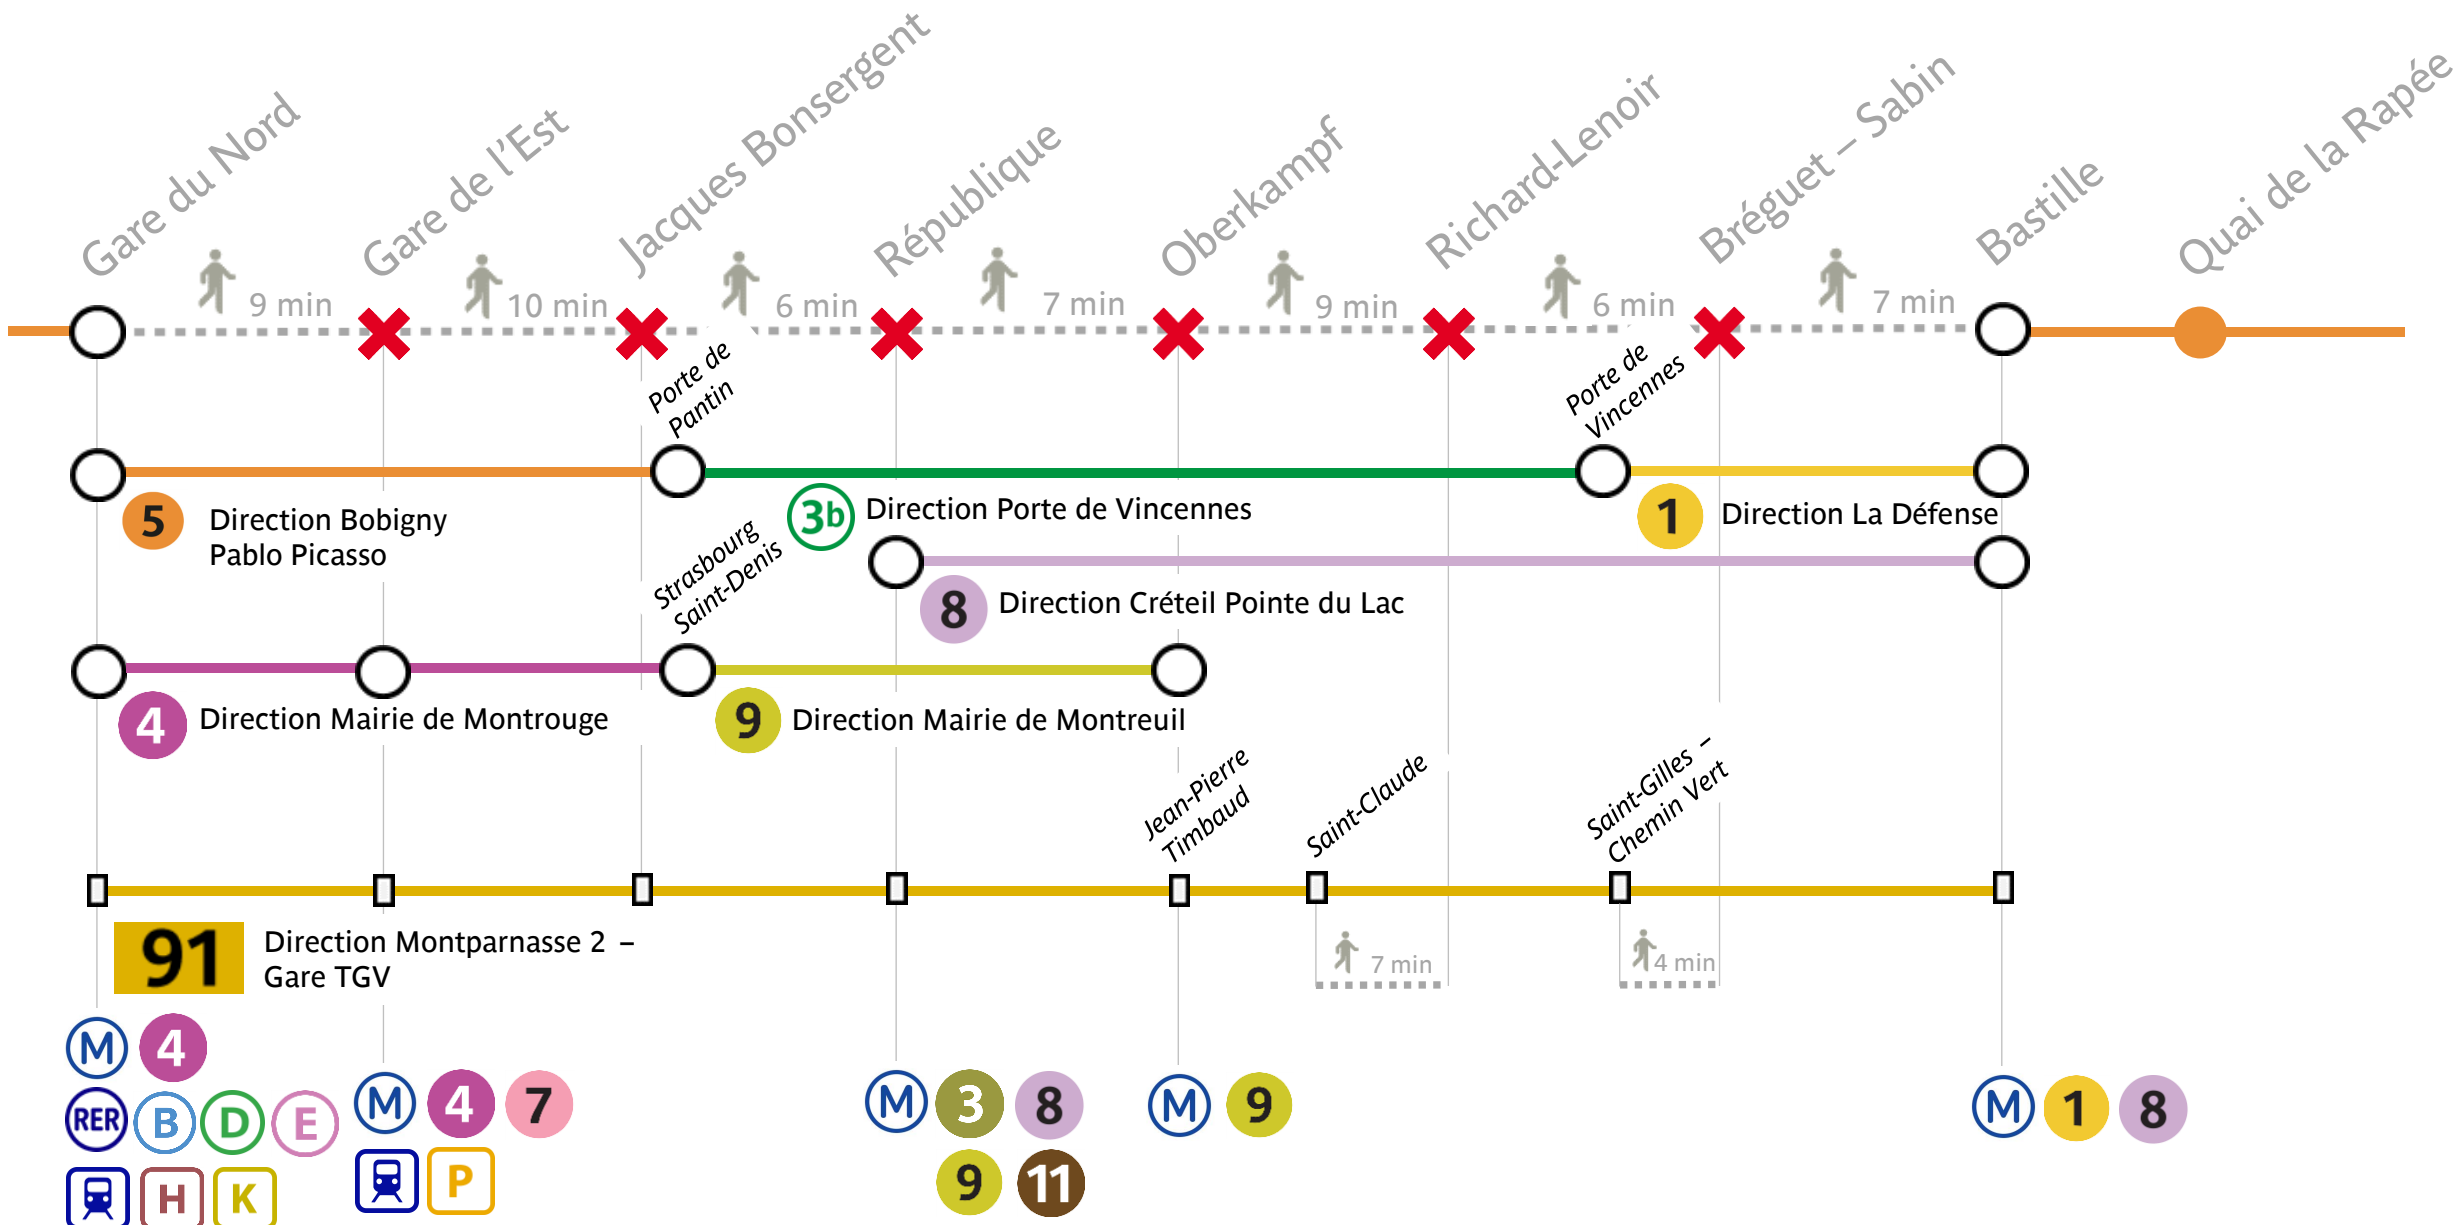 Gare du Nord
Gare de l'Est
Jacques Bonsergent
République
Oberkampf
Richard-Lenoir
Bréguet – Sabin
Bastille
Quai de la Rapée
9 min
10 min
6 min
7 min
9 min
6 min
7 min
Porte de
Pantin
Porte de
Vincennes
5
Direction Bobigny
Pablo Picasso
3b
Direction Porte de Vincennes
1
Direction La Défense
Strasbourg
Saint-Denis
8
Direction Créteil Pointe du Lac
4
Direction Mairie de Montrouge
9
Direction Mairie de Montreuil
Jean-Pierre
Timbaud
Saint-Claude
Saint-Gilles –
Chemin Vert
91
Direction Montparnasse 2 –
Gare TGV
7 min
4 min
M 4
RER B D E
H K
M 4 7
P
M 3 8
9 11
M 9
M 1 8